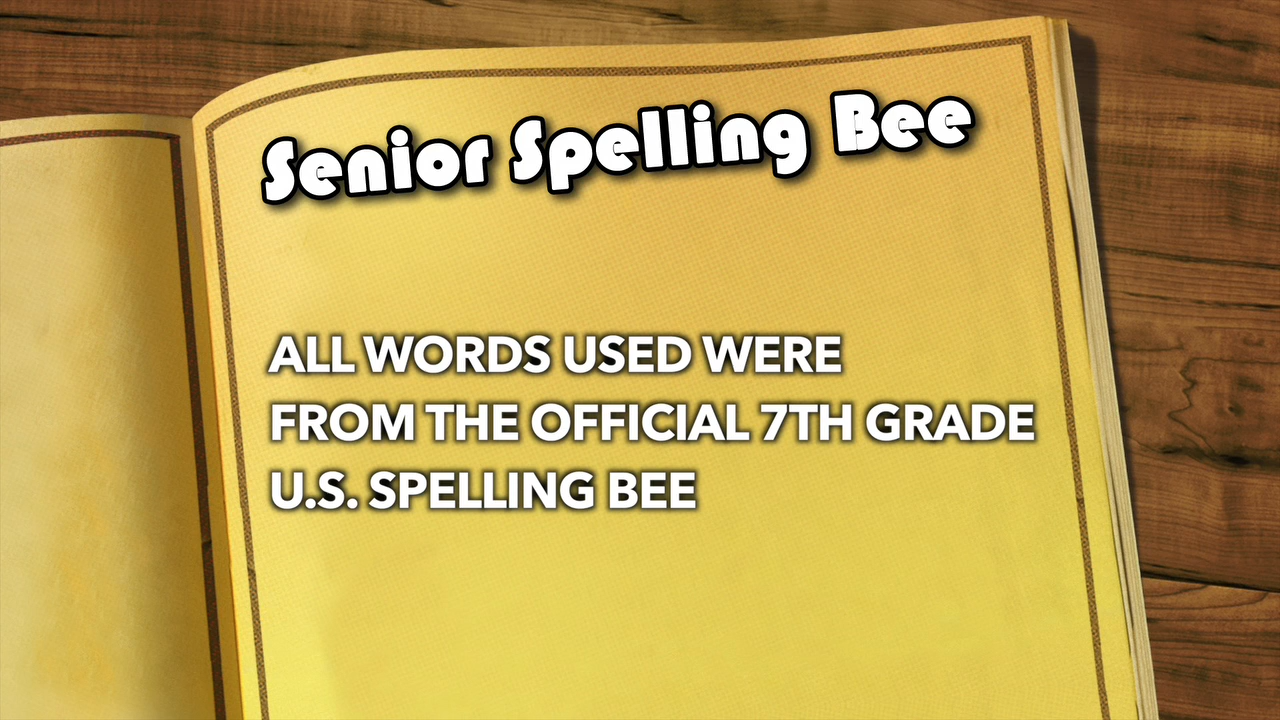 Senior Spelling Bee
ALL WORDS USED WERE
FROM THE OFFICIAL 7TH GRADE
U.S. SPELLING BEE